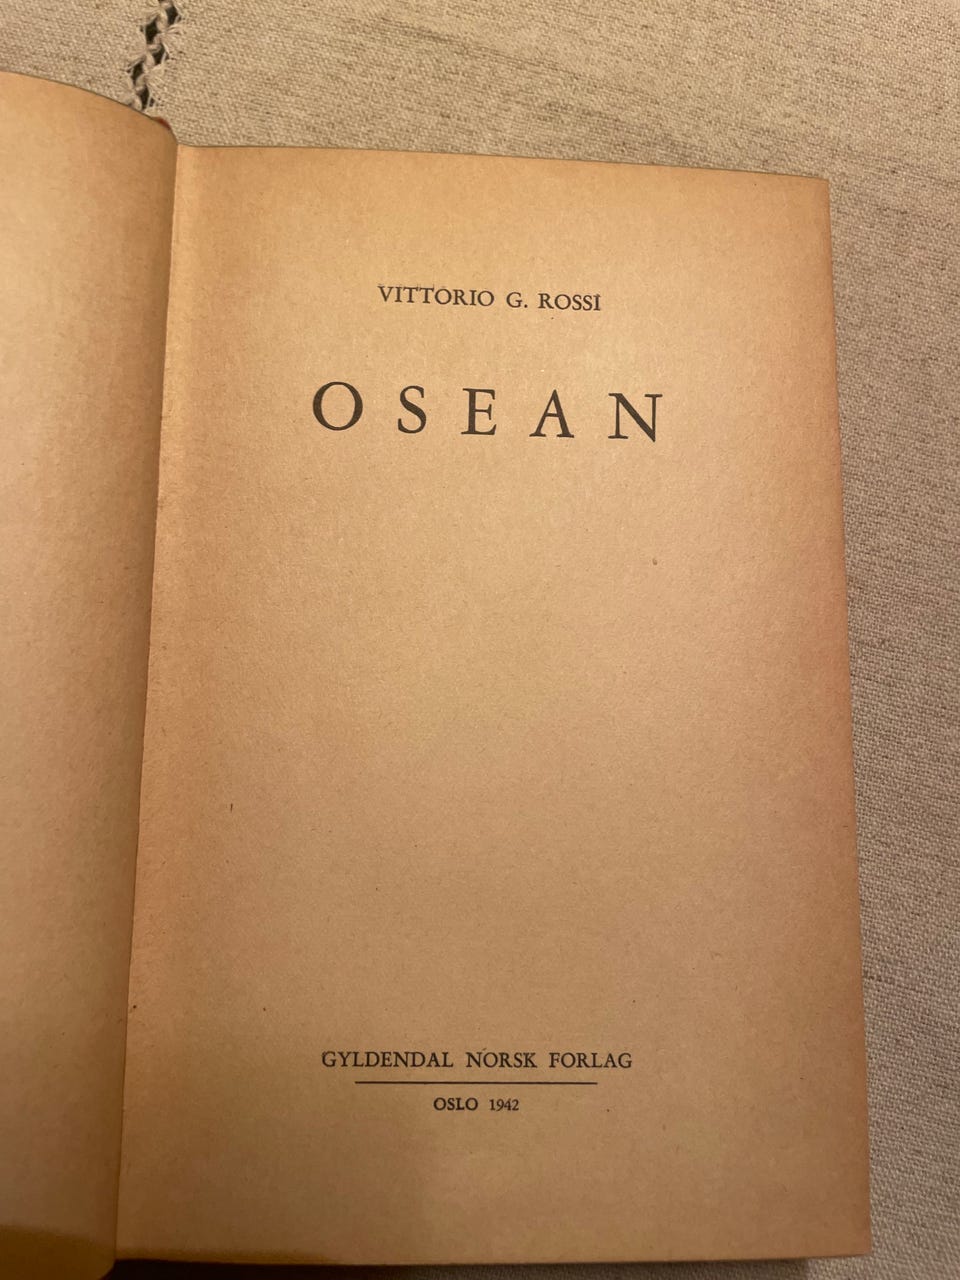 VITTORIO G. ROSSI
OSEAN
GYLDENDAL NORSK FORLAG
OSLO 1942